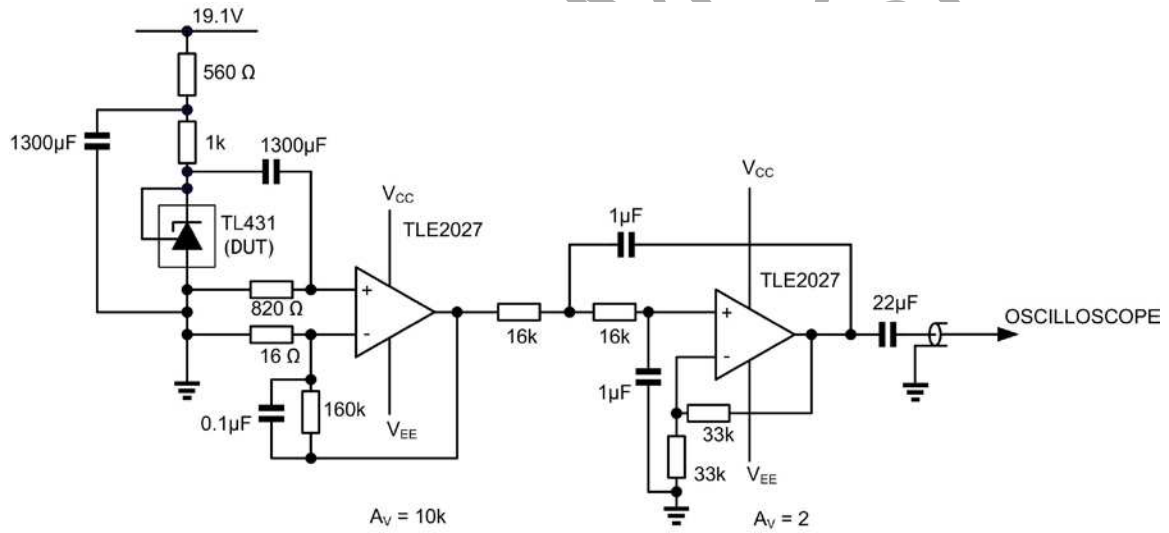 19.1V
560 Ω
1300µF
1k
1300µF
TL431
(DUT)
VCC
TLE2027
+
-
820 Ω
16 Ω
0.1µF
160k
VEE
AV = 10k
16k
16k
1µF
1µF
VCC
TLE2027
+
-
33k
33k
VEE
AV = 2
22µF
OSCILLOSCOPE